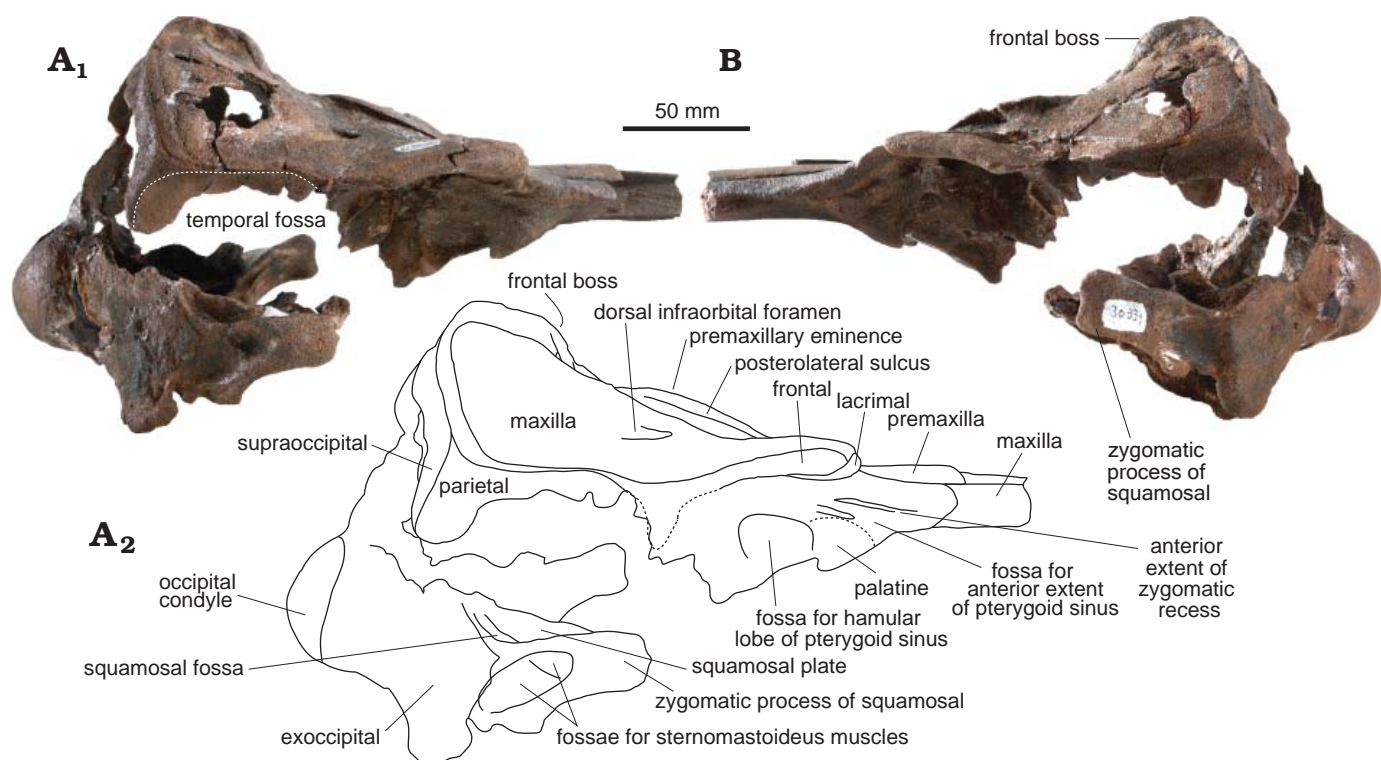 A1
B
frontal boss
50 mm
temporal fossa
frontal boss
dorsal infraorbital foramen
premaxillary eminence
posterolateral sulcus
frontal
lacrimal
premaxilla
maxilla
maxilla
supraoccipital
parietal
zygomatic
process of
squamosal
A2
occipital
condyle
palatine
fossa for
anterior extent
of pterygoid sinus
anterior
extent of
zygomatic
recess
fossa for hamular
lobe of pterygoid sinus
squamosal fossa
squamosal plate
zygomatic process of squamosal
exoccipital
fossae for sternomastoideus muscles